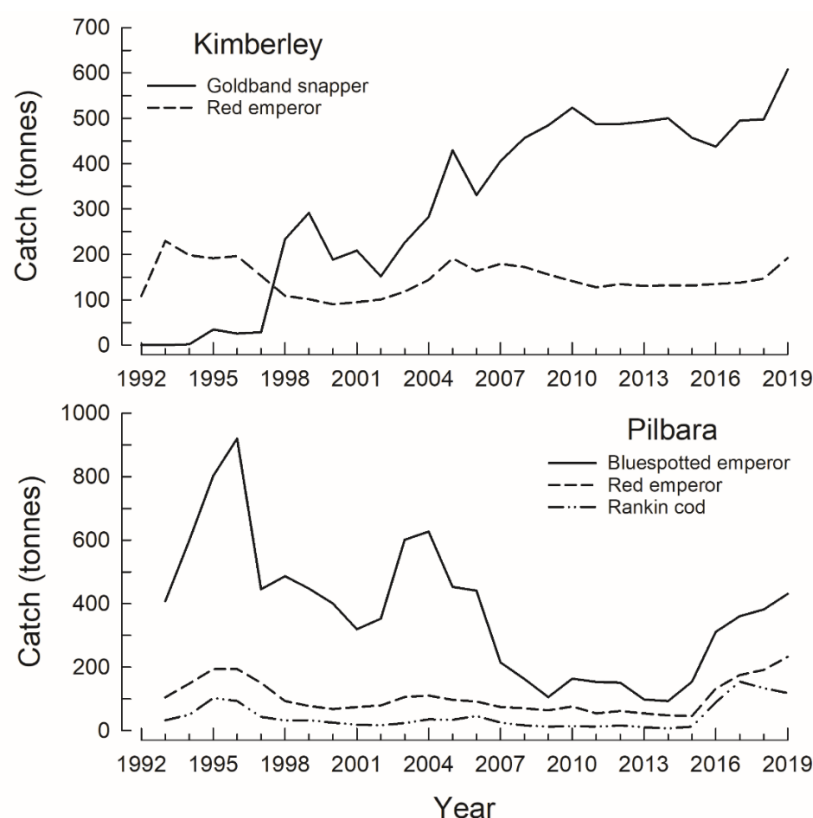 Kimberley
Goldband snapper
Red emperor
Catch (tonnes)
700
600
500
400
300
200
100
0
1992 1995 1998 2001 2004 2007 2010 2013 2016 2019
Pilbara
Bluespotted emperor
Red emperor
Rankin cod
Catch (tonnes)
1000
800
600
400
200
0
1992 1995 1998 2001 2004 2007 2010 2013 2016 2019
Year